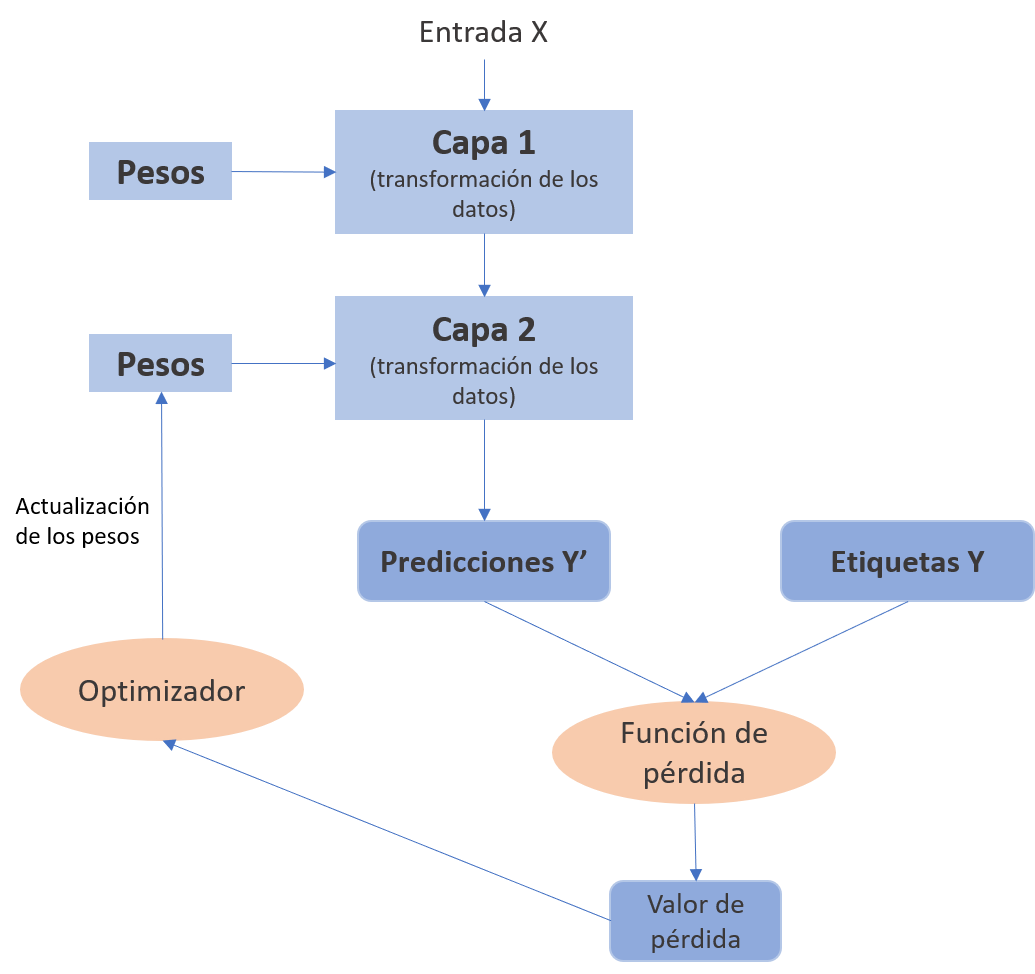 Entrada X
Capa 1
Pesos
(transformación de los
datos)
Capa 2
Pesos
(transformación de los
datos)
Actualización
de los pesos
Predicciones Y’
Etiquetas Y
Optimizador
Función de
pérdida
Valor de
pérdida